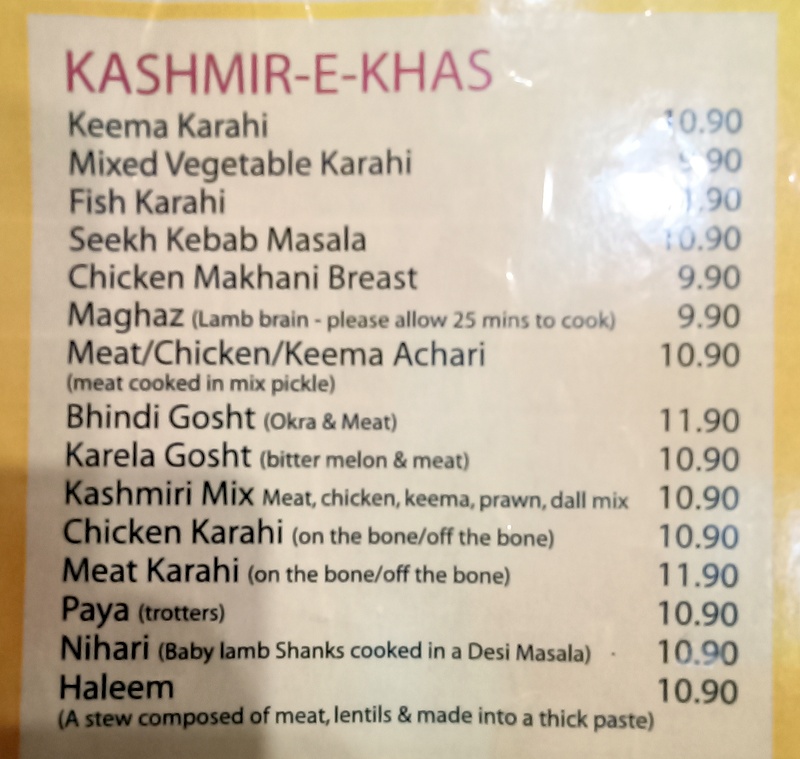 KASHMIR-E-KHAS
Keema Karahi 10.90
Mixed Vegetable Karahi 9.90
Fish Karahi
Seekh Kebab Masala 10.90
Chicken Makhani Breast 9.90
Maghaz (Lamb brain - please allow 25 mins to cook) 9.90
Meat/Chicken/Keema Achari 10.90
(meat cooked in mix pickle)
Bhindi Gosht (Okra & Meat) 11.90
Karela Gosht (bitter melon & meat) 10.90
Kashmiri Mix Meat, chicken, keema, prawn, dall mix 10.90
Chicken Karahi (on the bone/off the bone) 10.90
Meat Karahi (on the bone/off the bone) 11.90
Paya (trotters) 10.90
Nihari (Baby lamb Shanks cooked in a Desi Masala) 10.90
Haleem 10.90
(A stew composed of meat, lentils & made into a thick paste)